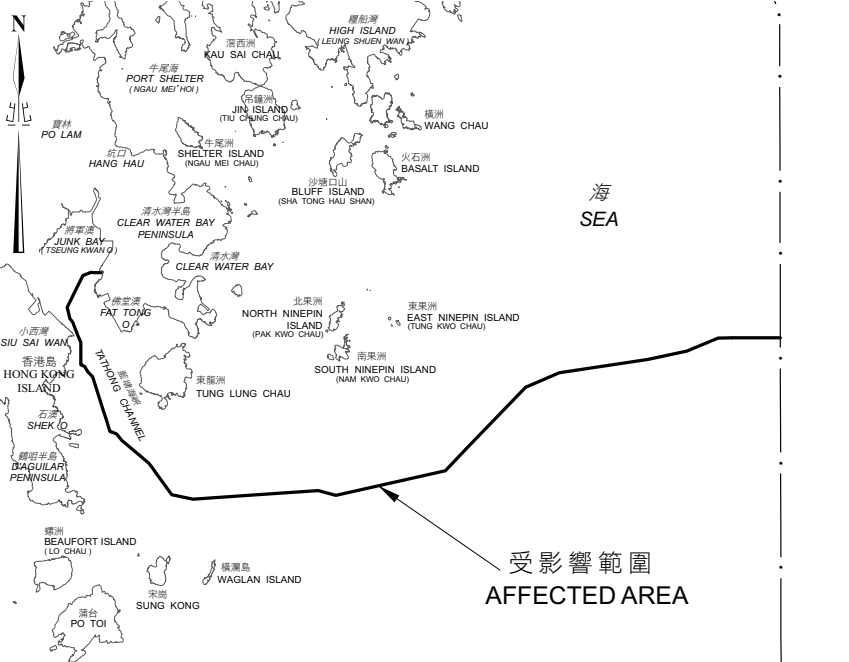 N
糧船灣
HIGH ISLAND
(LEUNG SHUEN WAN)
滘西洲
KAU SAI CHAU
牛尾海
PORT SHELTER
(NGAU MEI HOI)
吊鐘洲
JIN ISLAND
(TIU CHUNG CHAU)
橫洲
WANG CHAU
寶林
PO LAM
坑口
HANG HAU
牛尾洲
SHELTER ISLAND
(NGAU MEI CHAU)
火石洲
BASALT ISLAND
沙塘口山
BLUFF ISLAND
(SHA TONG HAU SHAN)
海
SEA
清水灣半島
CLEAR WATER BAY
PENINSULA
將軍澳
JUNK BAY
(TSEUNG KWAN O)
清水灣
CLEAR WATER BAY
佛堂澳
FAT TONG
O
北果洲
NORTH NINEPIN
ISLAND
(PAK KWO CHAU)
東果洲
EAST NINEPIN ISLAND
(TUNG KWO CHAU)
小西灣
SIU SAI WAN
香港島
HONG KONG
ISLAND
藍塘海峽
TATHONG CHANNEL
東龍洲
TUNG LUNG CHAU
南果洲
SOUTH NINEPIN ISLAND
(NAM KWO CHAU)
石澳
SHEK O
鶴咀半島
D'AGUILAR
PENINSULA
螺洲
BEAUFORT ISLAND
(LO CHAU)
橫瀾島
WAGLAN ISLAND
宋崗
SUNG KONG
蒲台
PO TOI
受影響範圍
AFFECTED AREA